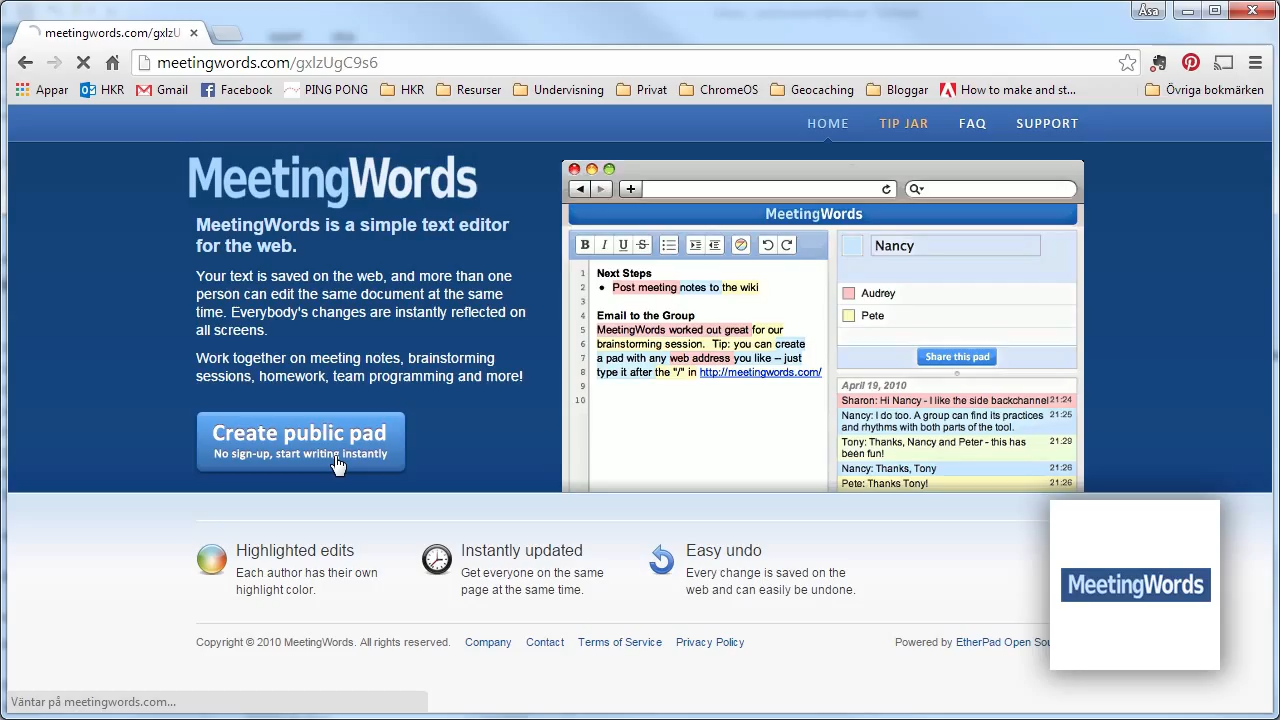 Åsa
meetingwords.com/gxlzU
meetingwords.com/gxlzUgC9s6
Appar HKR Gmail Facebook PING PONG HKR Resurser Undervisning Privat ChromeOS Geocaching Bloggar How to make and st... Övriga bokmärken
HOME TIP JAR FAQ SUPPORT
MeetingWords
MeetingWords is a simple text editor
for the web.
Your text is saved on the web, and more than one
person can edit the same document at the same
time. Everybody's changes are instantly reflected on
all screens.
Work together on meeting notes, brainstorming
sessions, homework, team programming and more!
Create public pad
No sign-up, start writing instantly
MeetingWords
B I U S
1 Next Steps
2 • Post meeting notes to the wiki
3
4 Email to the Group
5 MeetingWords worked out great for our
6 brainstorming session. Tip: you can create
7 a pad with any web address you like – just
8 type it after the "/" in http://meetingwords.com/
9
10
Nancy
Audrey
Pete
Share this pad
April 19, 2010
Sharon: Hi Nancy - I like the side backchannel 21:24
Nancy: I do too. A group can find its practices 21:25
and rhythms with both parts of the tool.
Tony: Thanks, Nancy and Peter - this has 21:29
been fun!
Nancy: Thanks, Tony 21:26
Pete: Thanks Tony! 21:26
Highlighted edits
Each author has their own
highlight color.
Instantly updated
Get everyone on the same
page at the same time.
Easy undo
Every change is saved on the
web and can easily be undone.
MeetingWords
Copyright © 2010 MeetingWords. All rights reserved. Company Contact Terms of Service Privacy Policy Powered by EtherPad Open Sou
Väntar på meetingwords.com...